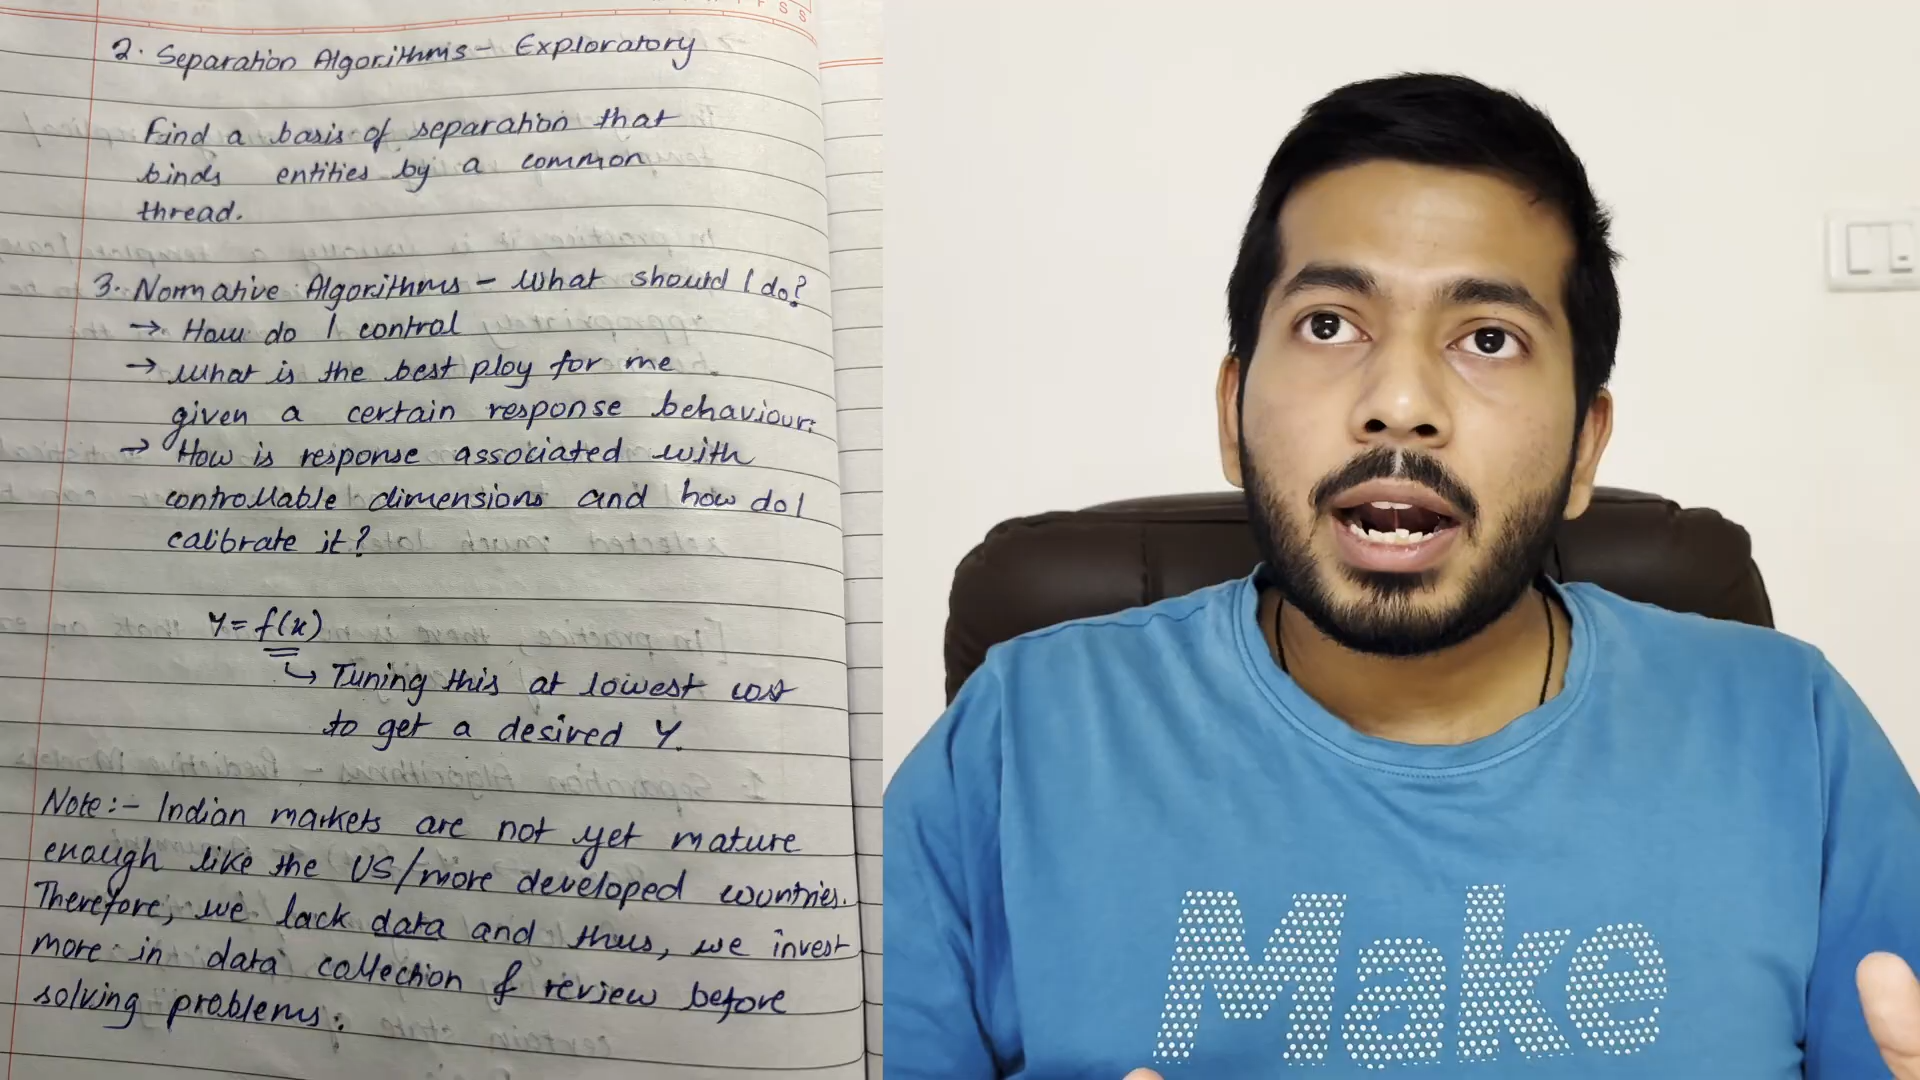 2. Separation Algorithms - Exploratory
Find a basis of separation that
binds entities by a common
thread.
3. Normative Algorithms - What should I do?
→ How do I control
→ What is the best ploy for me
given a certain response behaviour.
→ How is response associated with
controllable dimensions and how do I
calibrate it?
Y = f(x)
↳ Tuning this at lowest cost
to get a desired Y.
Note:- Indian markets are not yet mature
enough like the US/more developed countries.
Therefore, we lack data and thus, we invest
more in data collection & review before
solving problems.
Make